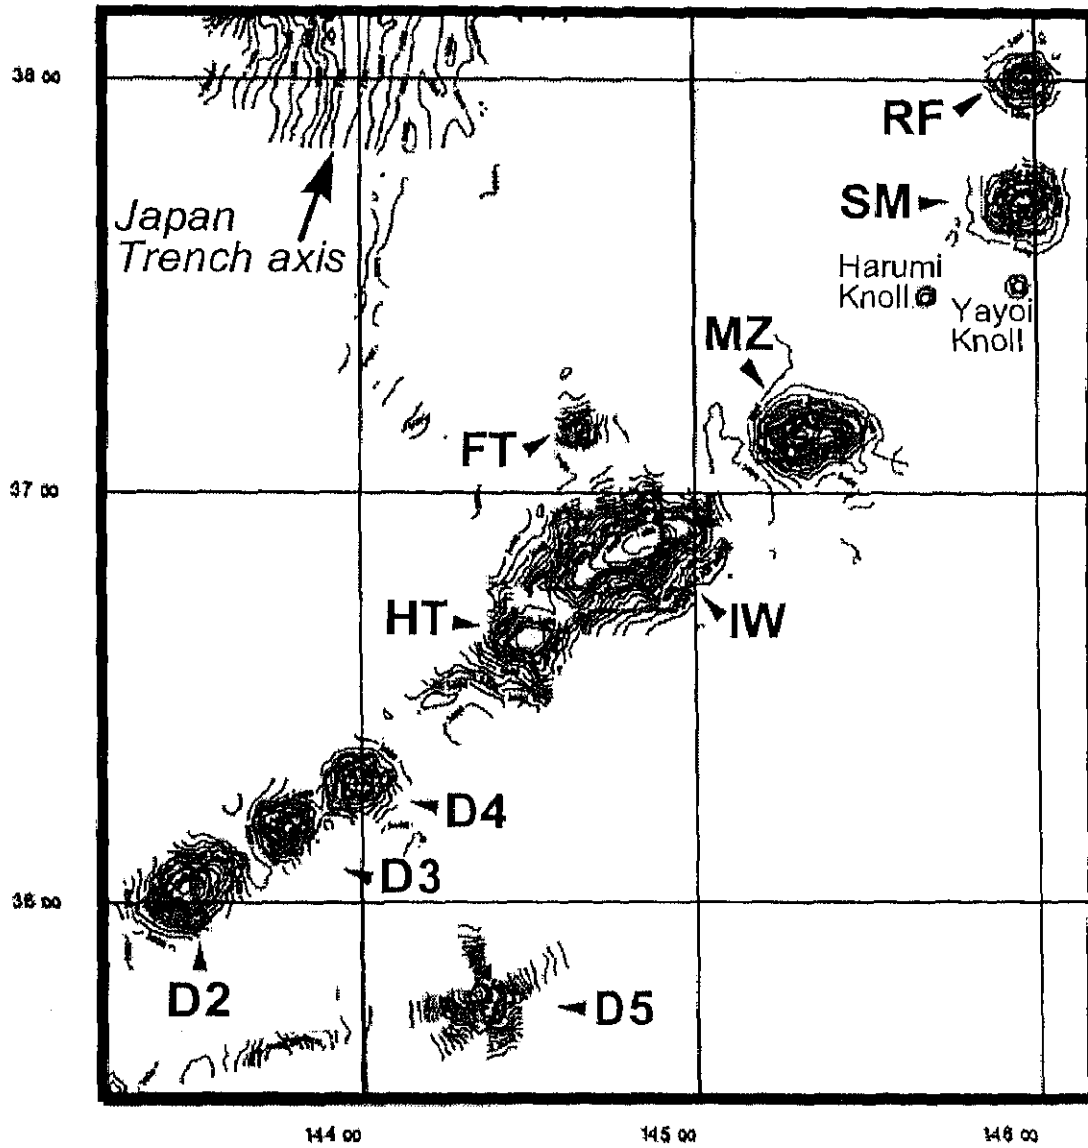 38 00
RF
SM
Japan
Trench axis
Harumi
Knoll
Yayoi
Knoll
MZ
FT
37 00
HT
IW
D4
D3
36 00
D2
D5
144 00
145 00
146 00